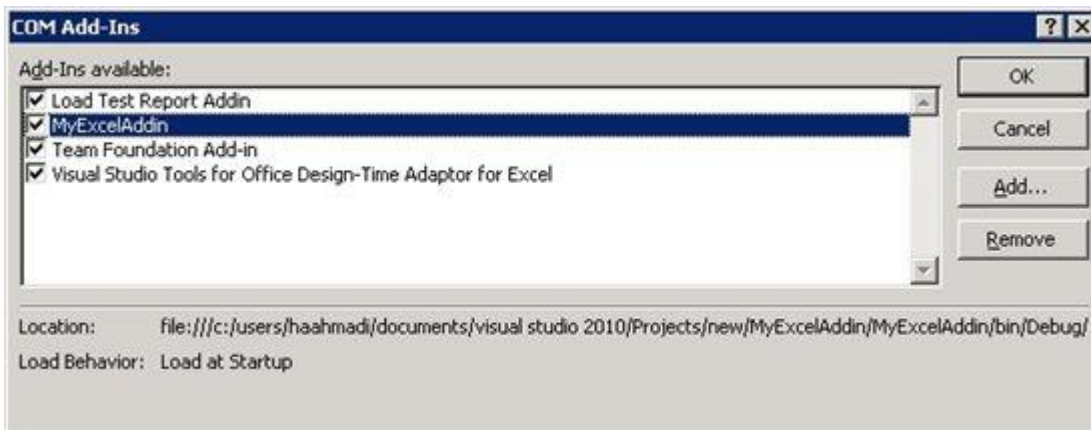 COM Add-Ins
Add-Ins available:
Load Test Report Addin
MyExcelAddin
Team Foundation Add-in
Visual Studio Tools for Office Design-Time Adaptor for Excel
OK
Cancel
Add...
Remove
Location: file:///c:/users/haahmadi/documents/visual studio 2010/Projects/new/MyExcelAddin/MyExcelAddin/bin/Debug/
Load Behavior: Load at Startup